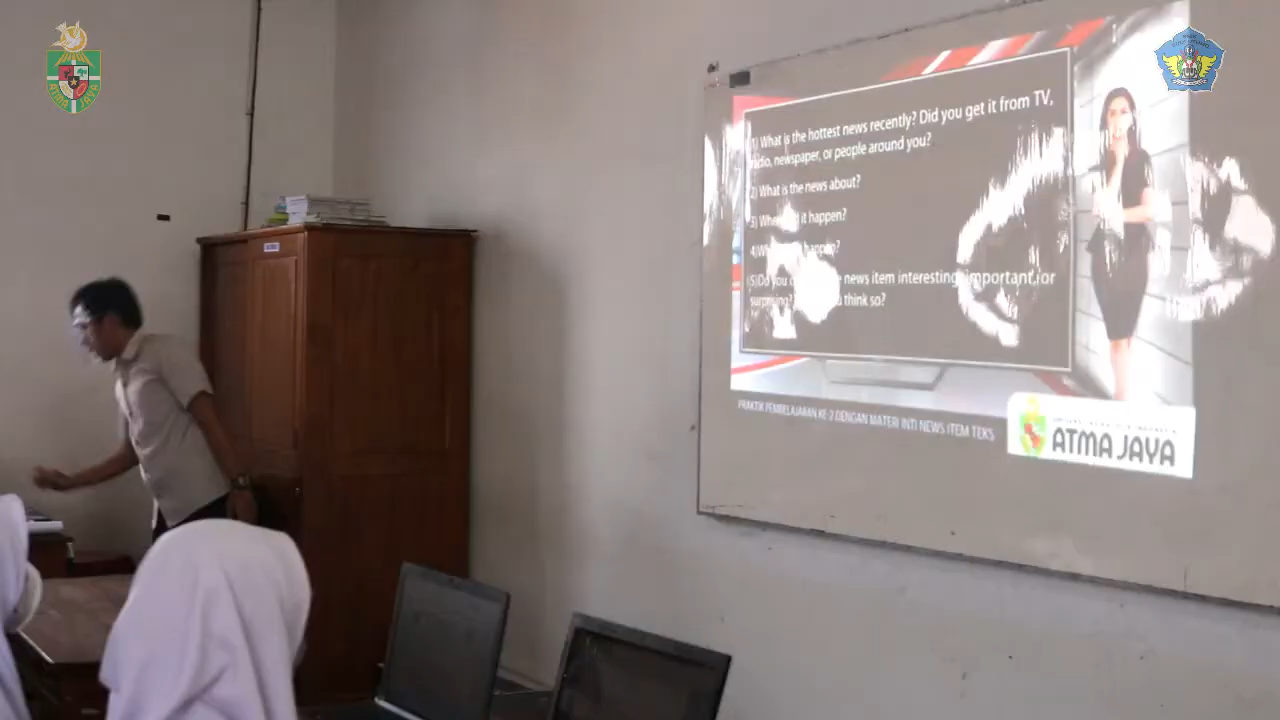 ATMA JAYA
1) What is the hottest news recently? Did you get it from TV,
radio, newspaper, or people around you?
2) What is the news about?
3) it happen?
4) happen?
5) Do you news item interesting, important, or
surprising? think so?
PRAKTIK PEMBELAJARAN KE-2 DENGAN MATERI INTI NEWS ITEM TEKS
ATMA JAYA